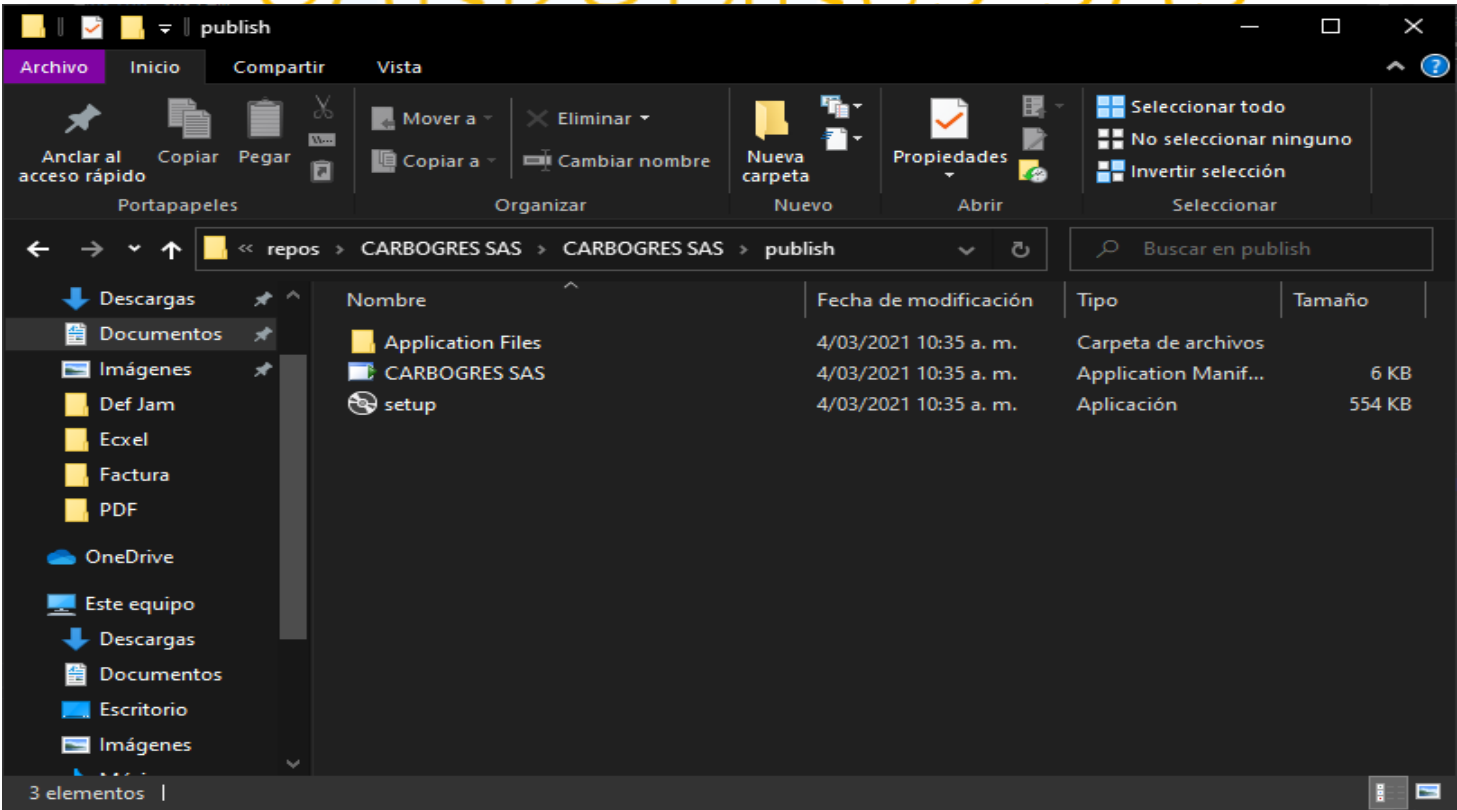 publish
Archivo Inicio Compartir Vista
Anclar al acceso rápido
Copiar
Pegar
Mover a
Copiar a
Eliminar
Cambiar nombre
Nueva carpeta
Propiedades
Seleccionar todo
No seleccionar ninguno
Invertir selección
Portapapeles Organizar Nuevo Abrir Seleccionar
« repos > CARBOGRES SAS > CARBOGRES SAS > publish
Buscar en publish
Descargas
Documentos
Imágenes
Def Jam
Ecxel
Factura
PDF
OneDrive
Este equipo
Descargas
Documentos
Escritorio
Imágenes
Nombre Fecha de modificación Tipo Tamaño
Application Files 4/03/2021 10:35 a. m. Carpeta de archivos
CARBOGRES SAS 4/03/2021 10:35 a. m. Application Manif... 6 KB
setup 4/03/2021 10:35 a. m. Aplicación 554 KB
3 elementos